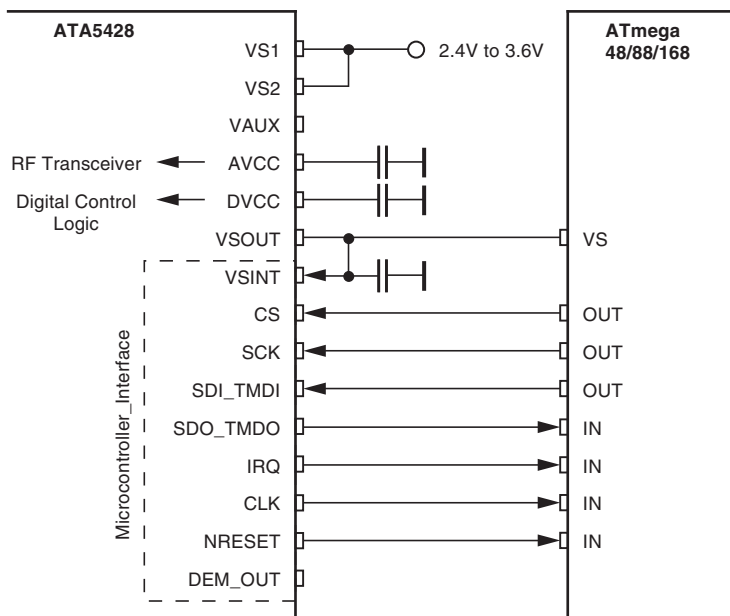 ATA5428
ATmega
48/88/168
VS1
2.4V to 3.6V
VS2
VAUX
RF Transceiver
AVCC
Digital Control
Logic
DVCC
VSOUT
VS
VSINT
CS
OUT
SCK
OUT
SDI_TMDI
OUT
SDO_TMDO
IN
IRQ
IN
CLK
IN
NRESET
IN
DEM_OUT
Microcontroller_Interface